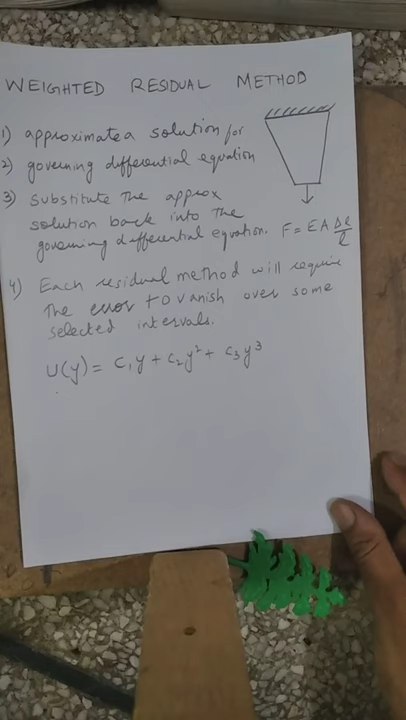 WEIGHTED RESIDUAL METHOD
1) approximate a solution for
2) governing differential equation
3) substitute the approx
solution back into the
governing differential equation. F = EA Δl/l
4) Each residual method will require
the error to vanish over some
selected intervals.
U(y) = C₁y + C₂y² + C₃y³